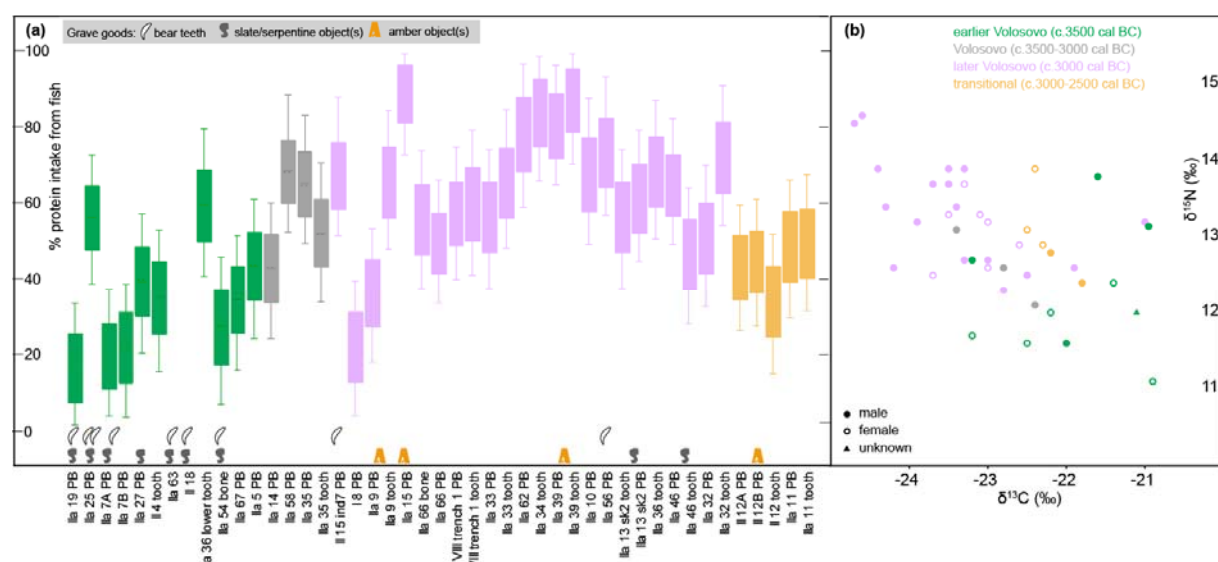 (a)
Grave goods: bear teeth slate/serpentine object(s) amber object(s)
% protein intake from fish
100
80
60
40
20
0
IIa 19 PB
IIa 25 PB
IIa 7A PB
IIa 7B PB
IIa 27 PB
II 4 tooth
IIa 63
II 18
a 36 lower tooth
IIa 54 bone
IIa 67 PB
IIa 5 PB
IIa 14 PB
IIa 58 PB
IIa 35 PB
IIa 35 tooth
II 15 ind7 PB
I 8 PB
IIa 9 PB
IIa 9 tooth
IIa 15 PB
IIa 66 bone
IIa 66 PB
VIII trench 1 PB
VIII trench 1 tooth
IIa 33 PB
IIa 33 tooth
IIa 62 PB
IIa 34 tooth
IIa 39 PB
IIa 39 tooth
IIa 10 PB
IIa 56 PB
IIa 13 sk2 tooth
IIa 13 sk2 PB
IIa 36 tooth
IIa 46 PB
IIa 46 tooth
IIa 32 PB
IIa 32 tooth
II 12A PB
II 12B PB
II 12 tooth
IIa 11 PB
IIa 11 tooth
(b)
earlier Volosovo (c.3500 cal BC)
Volosovo (c.3500-3000 cal BC)
later Volosovo (c.3000 cal BC)
transitional (c.3000-2500 cal BC)
15
14
13
12
11
δ¹⁵N (‰)
male
female
unknown
-24
-23
-22
-21
δ¹³C (‰)